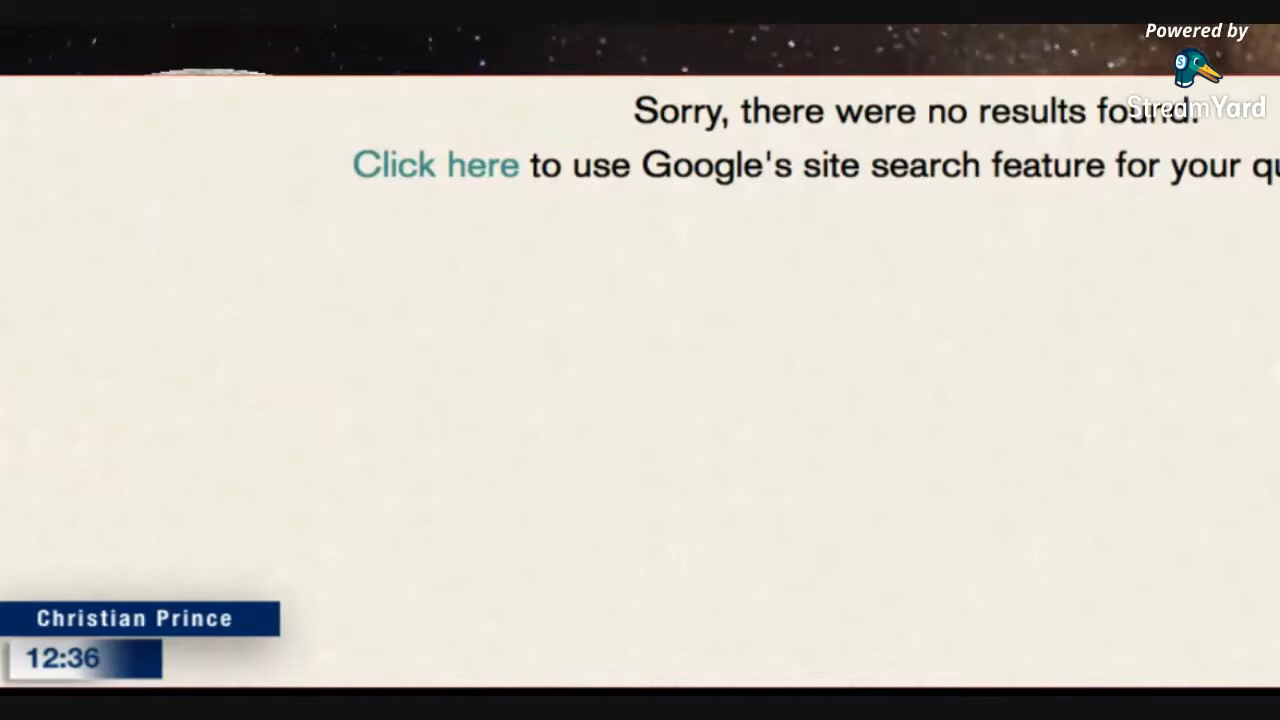 Powered by
StreamYard
Sorry, there were no results found.
Click here to use Google's site search feature for your qu
Christian Prince
12:36